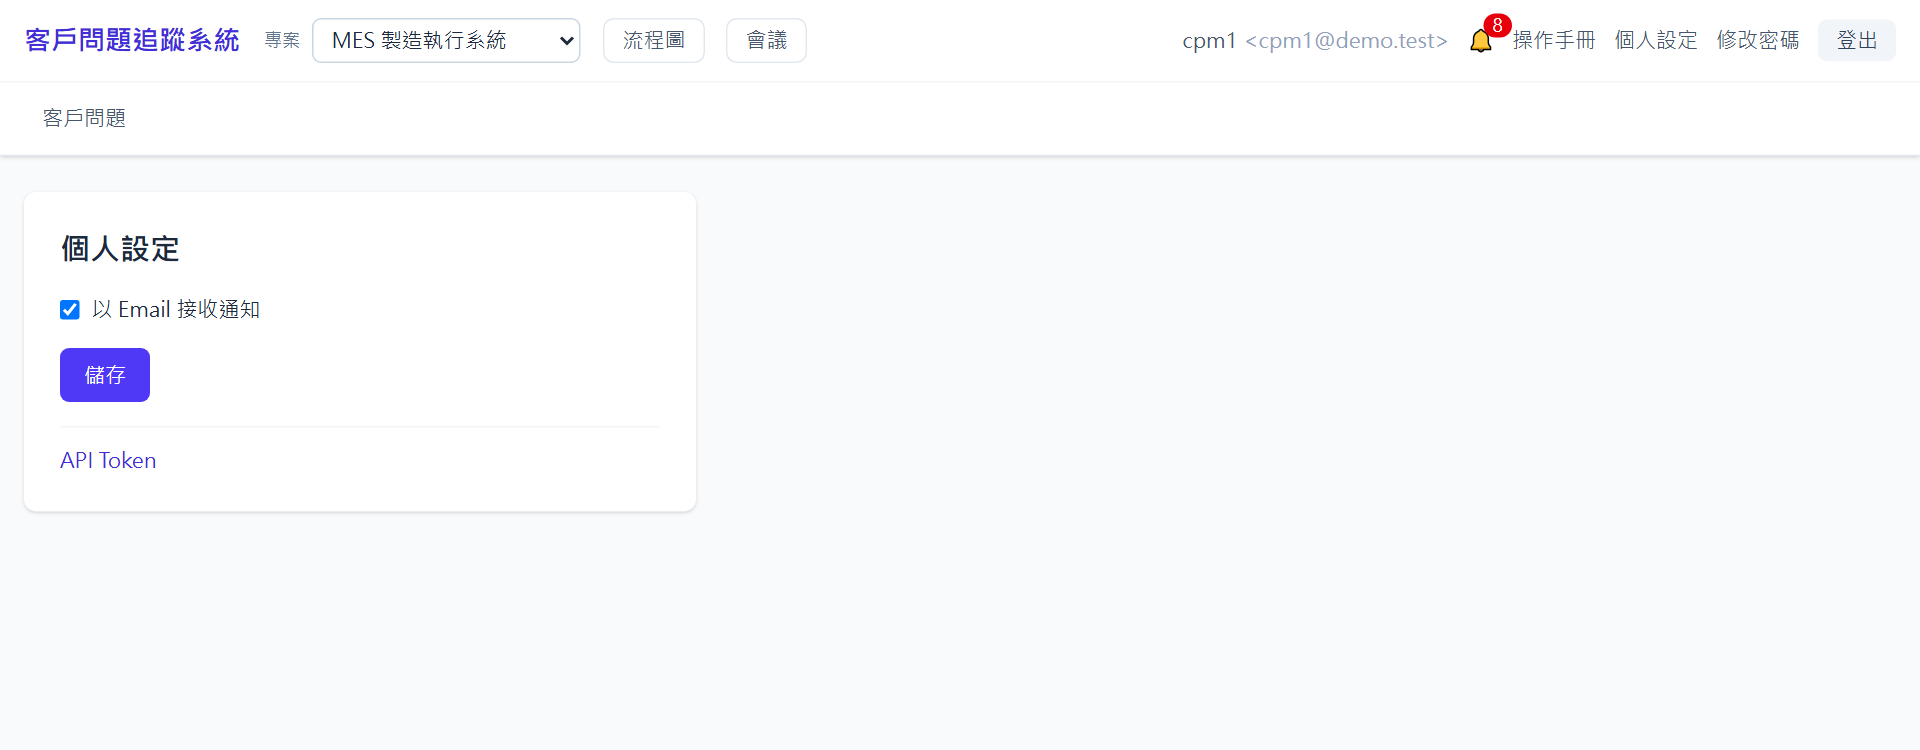 客戶問題追蹤系統 專案 MES 製造執行系統 流程圖 會議 cpm1 <cpm1@demo.test> 8 操作手冊 個人設定 修改密碼 登出
客戶問題
個人設定
以 Email 接收通知
儲存
API Token